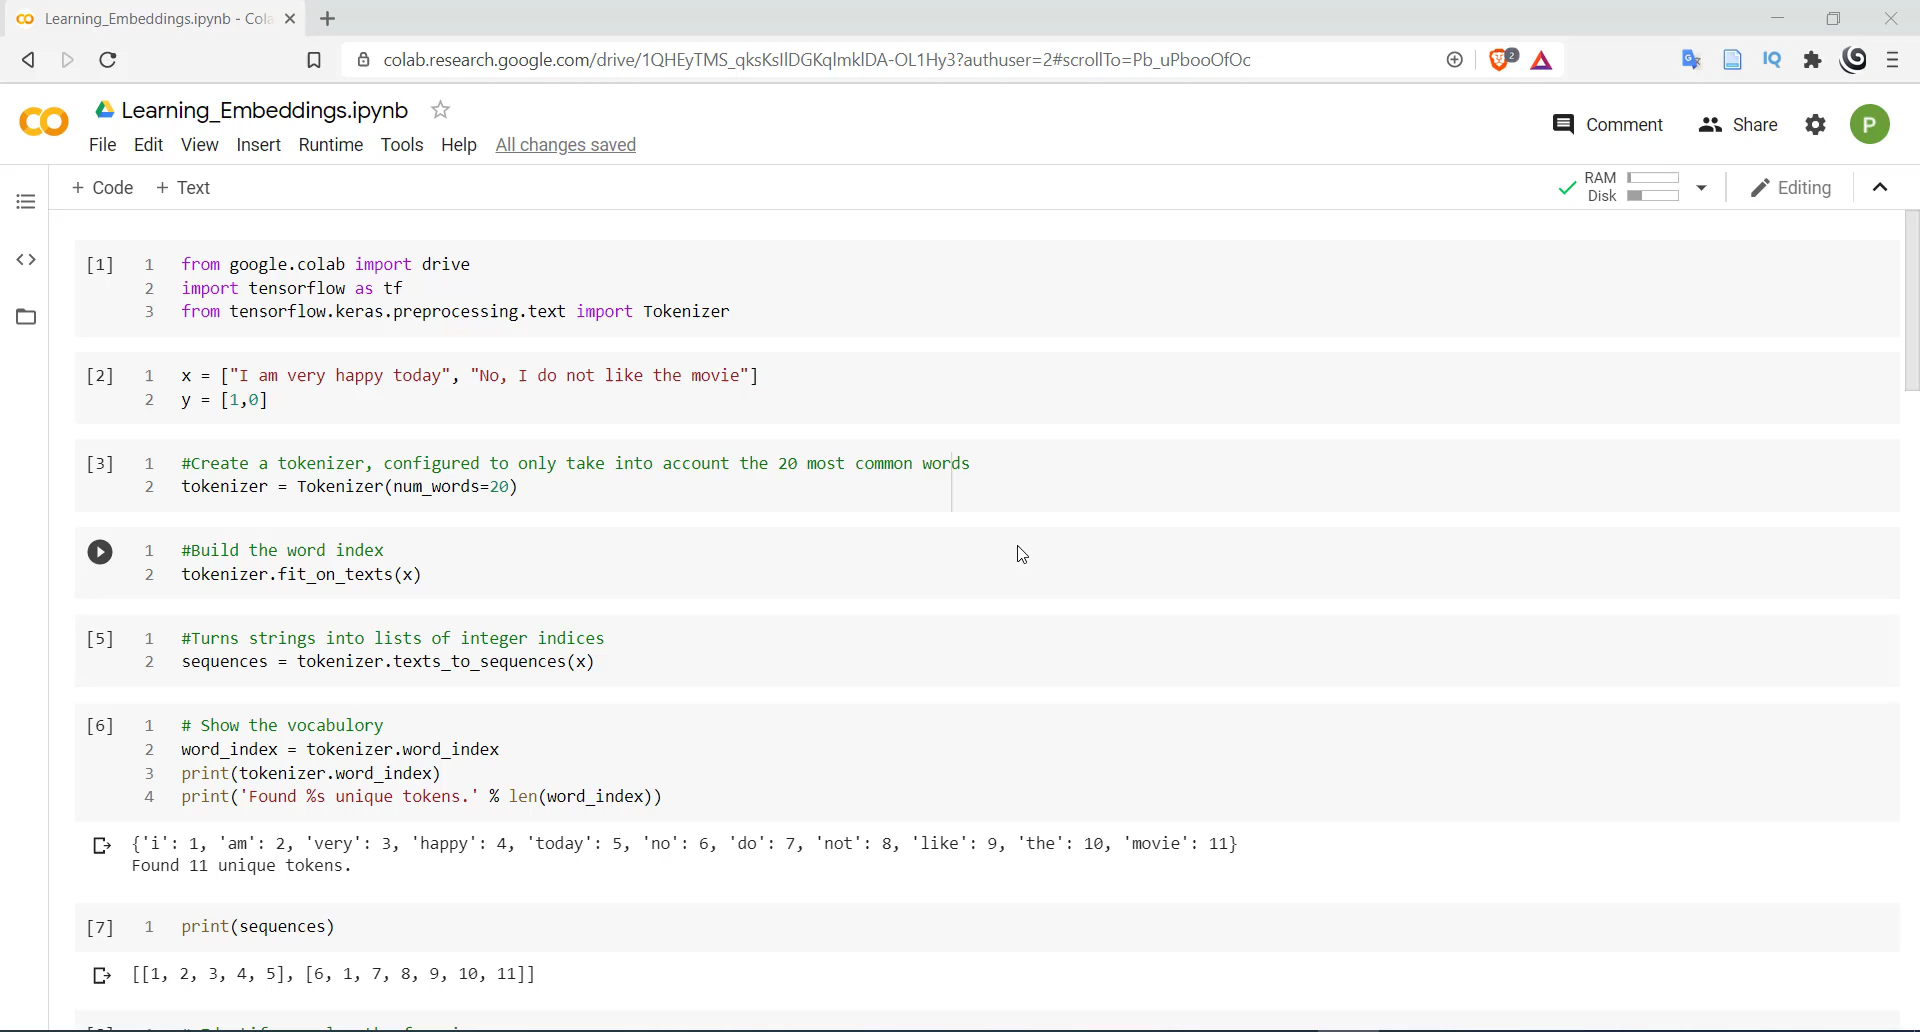 Learning_Embeddings.ipynb - Cola
colab.research.google.com/drive/1QHEyTMS_qksKsIlDGKqlmklDA-OL1Hy3?authuser=2#scrollTo=Pb_uPbooOfOc
2
IQ
Learning_Embeddings.ipynb
File Edit View Insert Runtime Tools Help All changes saved
Comment Share P
+ Code + Text
RAM
Disk
Editing
[1] 1 from google.colab import drive
2 import tensorflow as tf
3 from tensorflow.keras.preprocessing.text import Tokenizer
[2] 1 x = ["I am very happy today", "No, I do not like the movie"]
2 y = [1,0]
[3] 1 #Create a tokenizer, configured to only take into account the 20 most common words
2 tokenizer = Tokenizer(num_words=20)
1 #Build the word index
2 tokenizer.fit_on_texts(x)
[5] 1 #Turns strings into lists of integer indices
2 sequences = tokenizer.texts_to_sequences(x)
[6] 1 # Show the vocabulory
2 word_index = tokenizer.word_index
3 print(tokenizer.word_index)
4 print('Found %s unique tokens.' % len(word_index))
{'i': 1, 'am': 2, 'very': 3, 'happy': 4, 'today': 5, 'no': 6, 'do': 7, 'not': 8, 'like': 9, 'the': 10, 'movie': 11}
Found 11 unique tokens.
[7] 1 print(sequences)
[[1, 2, 3, 4, 5], [6, 1, 7, 8, 9, 10, 11]]